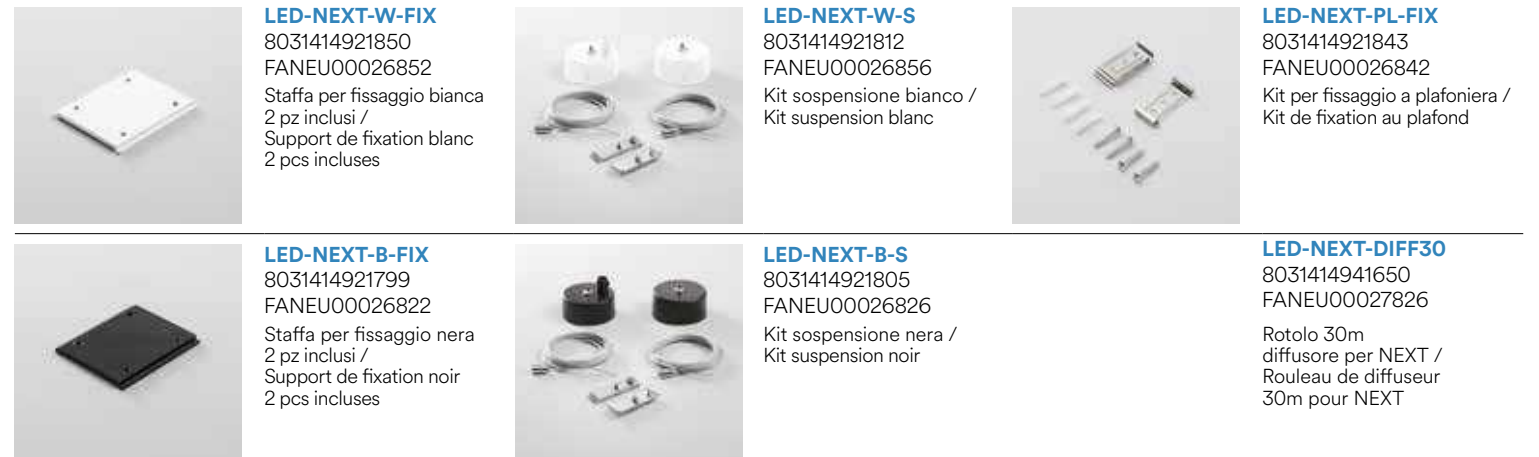 LED-NEXT-W-FIX
8031414921850
FANEU00026852
Staffa per fissaggio bianca
2 pz inclusi /
Support de fixation blanc
2 pcs incluses
LED-NEXT-W-S
8031414921812
FANEU00026856
Kit sospensione bianco /
Kit suspension blanc
LED-NEXT-PL-FIX
8031414921843
FANEU00026842
Kit per fissaggio a plafoniera /
Kit de fixation au plafond
LED-NEXT-B-FIX
8031414921799
FANEU00026822
Staffa per fissaggio nera
2 pz inclusi /
Support de fixation noir
2 pcs incluses
LED-NEXT-B-S
8031414921805
FANEU00026826
Kit sospensione nera /
Kit suspension noir
LED-NEXT-DIFF30
8031414941650
FANEU00027826
Rotolo 30m
diffusore per NEXT /
Rouleau de diffuseur
30m pour NEXT